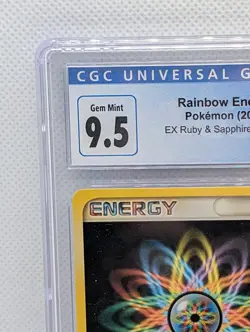 CGC UNIVERSAL G
Gem Mint
9.5
Rainbow Ene
Pokémon (20
EX Ruby & Sapphire
ENERGY